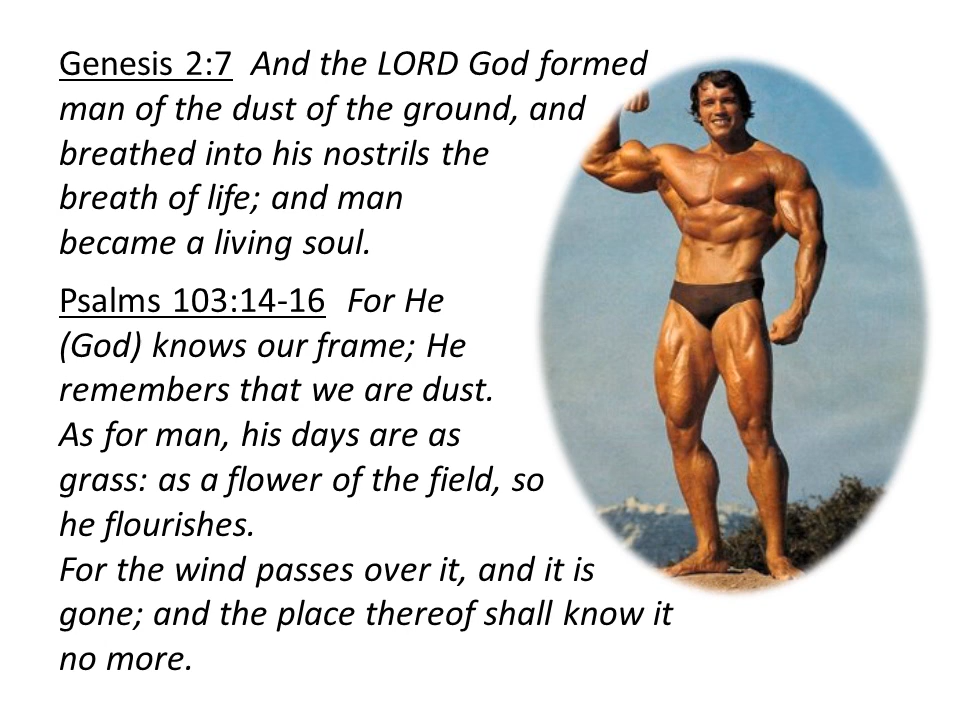 Genesis 2:7  And the LORD God formed
man of the dust of the ground, and
breathed into his nostrils the
breath of life; and man
became a living soul.
Psalms 103:14-16  For He
(God) knows our frame; He
remembers that we are dust.
As for man, his days are as
grass: as a flower of the field, so
he flourishes.
For the wind passes over it, and it is
gone; and the place thereof shall know it
no more.